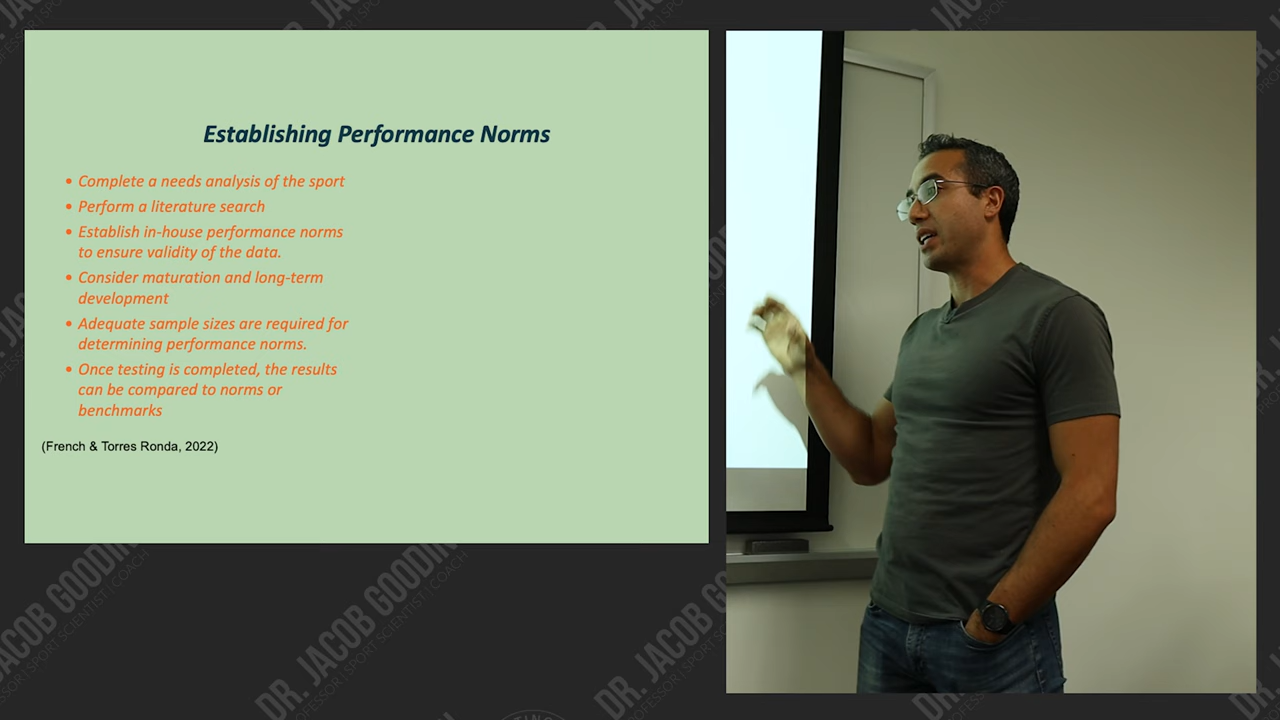 Establishing Performance Norms
• Complete a needs analysis of the sport
• Perform a literature search
• Establish in-house performance norms
to ensure validity of the data.
• Consider maturation and long-term
development
• Adequate sample sizes are required for
determining performance norms.
• Once testing is completed, the results
can be compared to norms or
benchmarks
(French & Torres Ronda, 2022)
DR. JACOB GOODIN
PROFESSOR | SPORT SCIENTIST | COACH